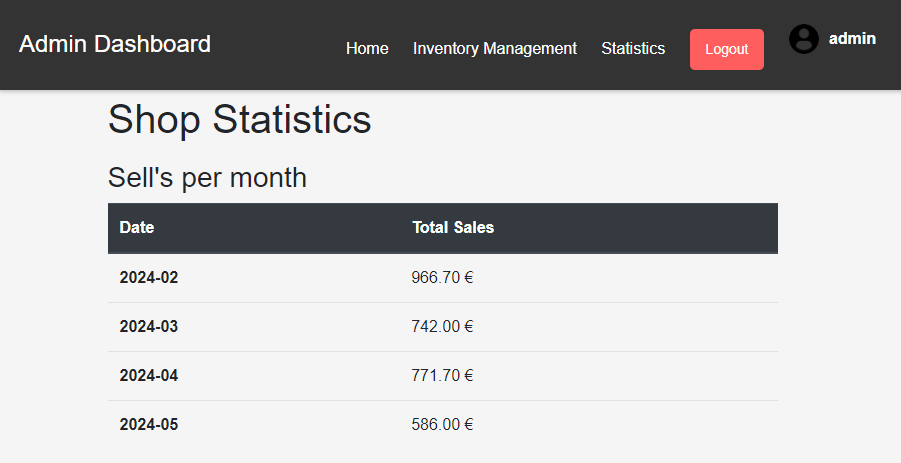 Admin Dashboard
Home Inventory Management Statistics Logout admin
Shop Statistics
Sell's per month
Date Total Sales
2024-02 966.70 €
2024-03 742.00 €
2024-04 771.70 €
2024-05 586.00 €